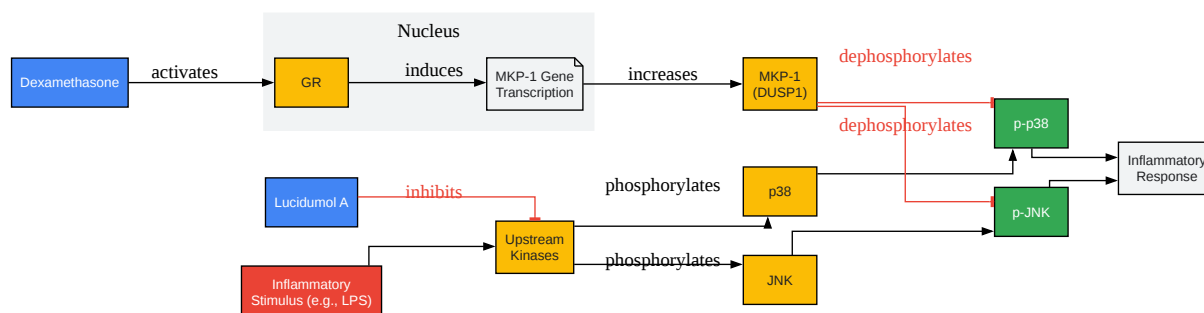 Nucleus
Dexamethasone
activates
GR
induces
MKP-1 Gene
Transcription
increases
MKP-1
(DUSP1)
dephosphorylates
dephosphorylates
p-p38
Inflammatory
Response
Lucidumol A
inhibits
phosphorylates
p38
p-JNK
Upstream
Kinases
phosphorylates
JNK
Inflammatory
Stimulus (e.g., LPS)